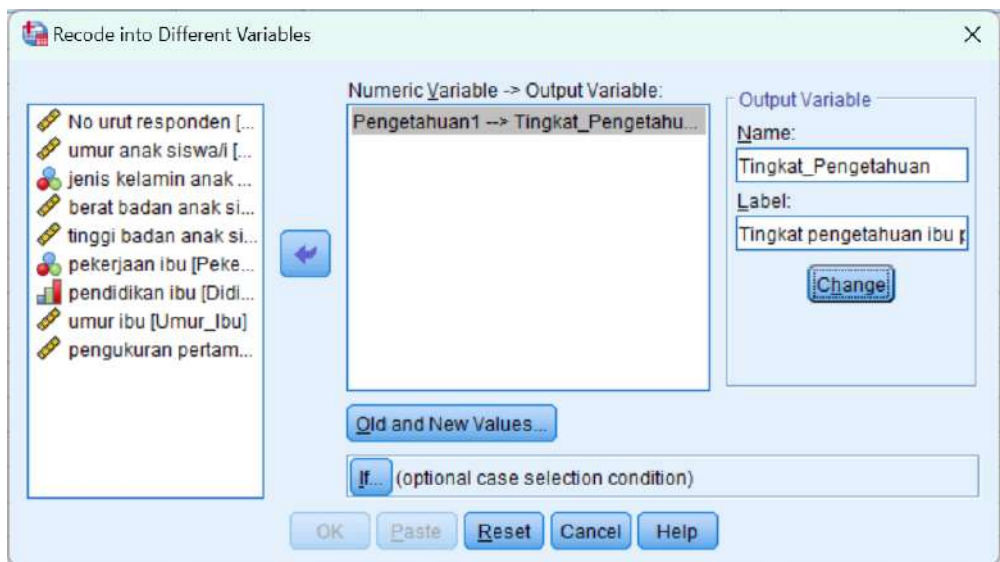 Recode into Different Variables
No urut responden [...
umur anak siswa/i [...
jenis kelamin anak ...
berat badan anak si...
tinggi badan anak si...
pekerjaan ibu [Peke...
pendidikan ibu [Didi...
umur ibu [Umur_Ibu]
pengukuran pertam...
Numeric Variable -> Output Variable:
Pengetahuan1 --> Tingkat_Pengetahu...
Output Variable
Name:
Tingkat_Pengetahuan
Label:
Tingkat pengetahuan ibu p
Change
Old and New Values...
If... (optional case selection condition)
OK Paste Reset Cancel Help